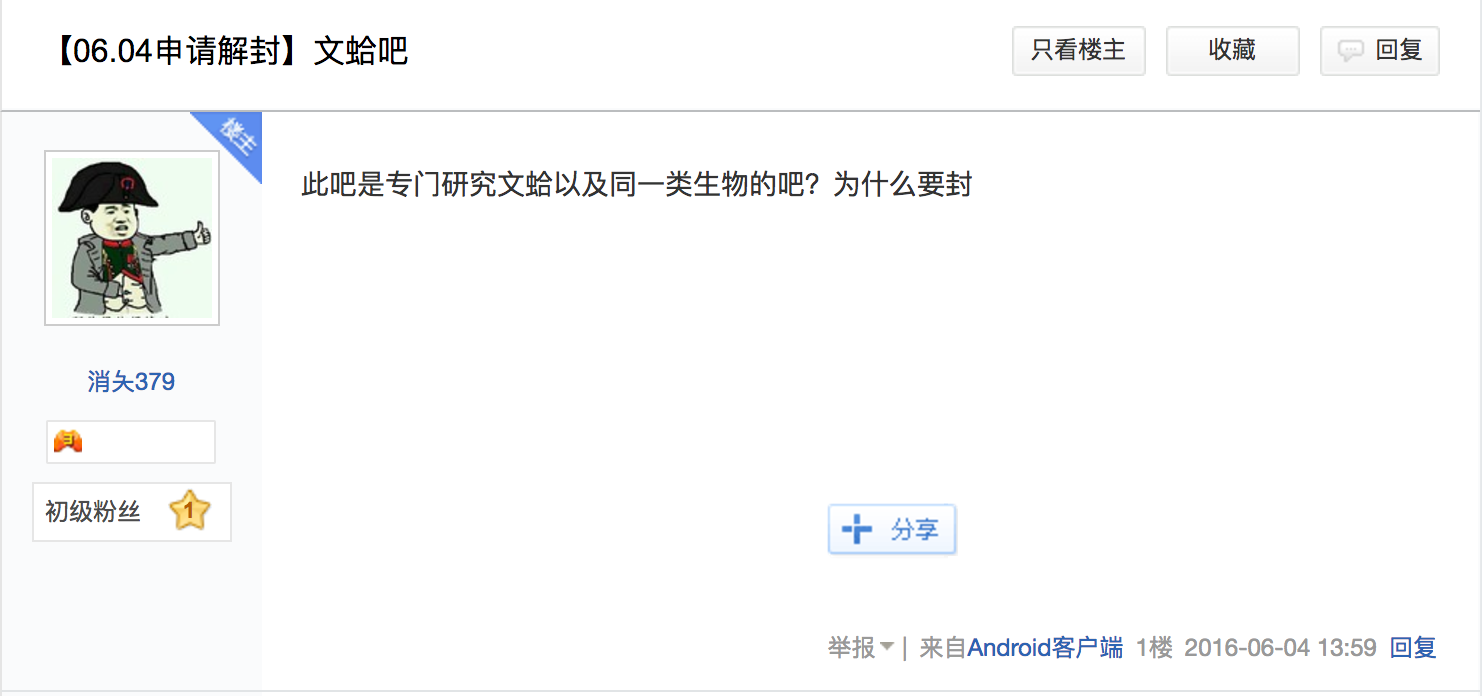 【06.04申请解封】文蛤吧
只看楼主
收藏
回复
楼主
此吧是专门研究文蛤以及同一类生物的吧？为什么要封
消头379
3
初级粉丝
1
分享
举报 | 来自Android客户端 1楼 2016-06-04 13:59 回复